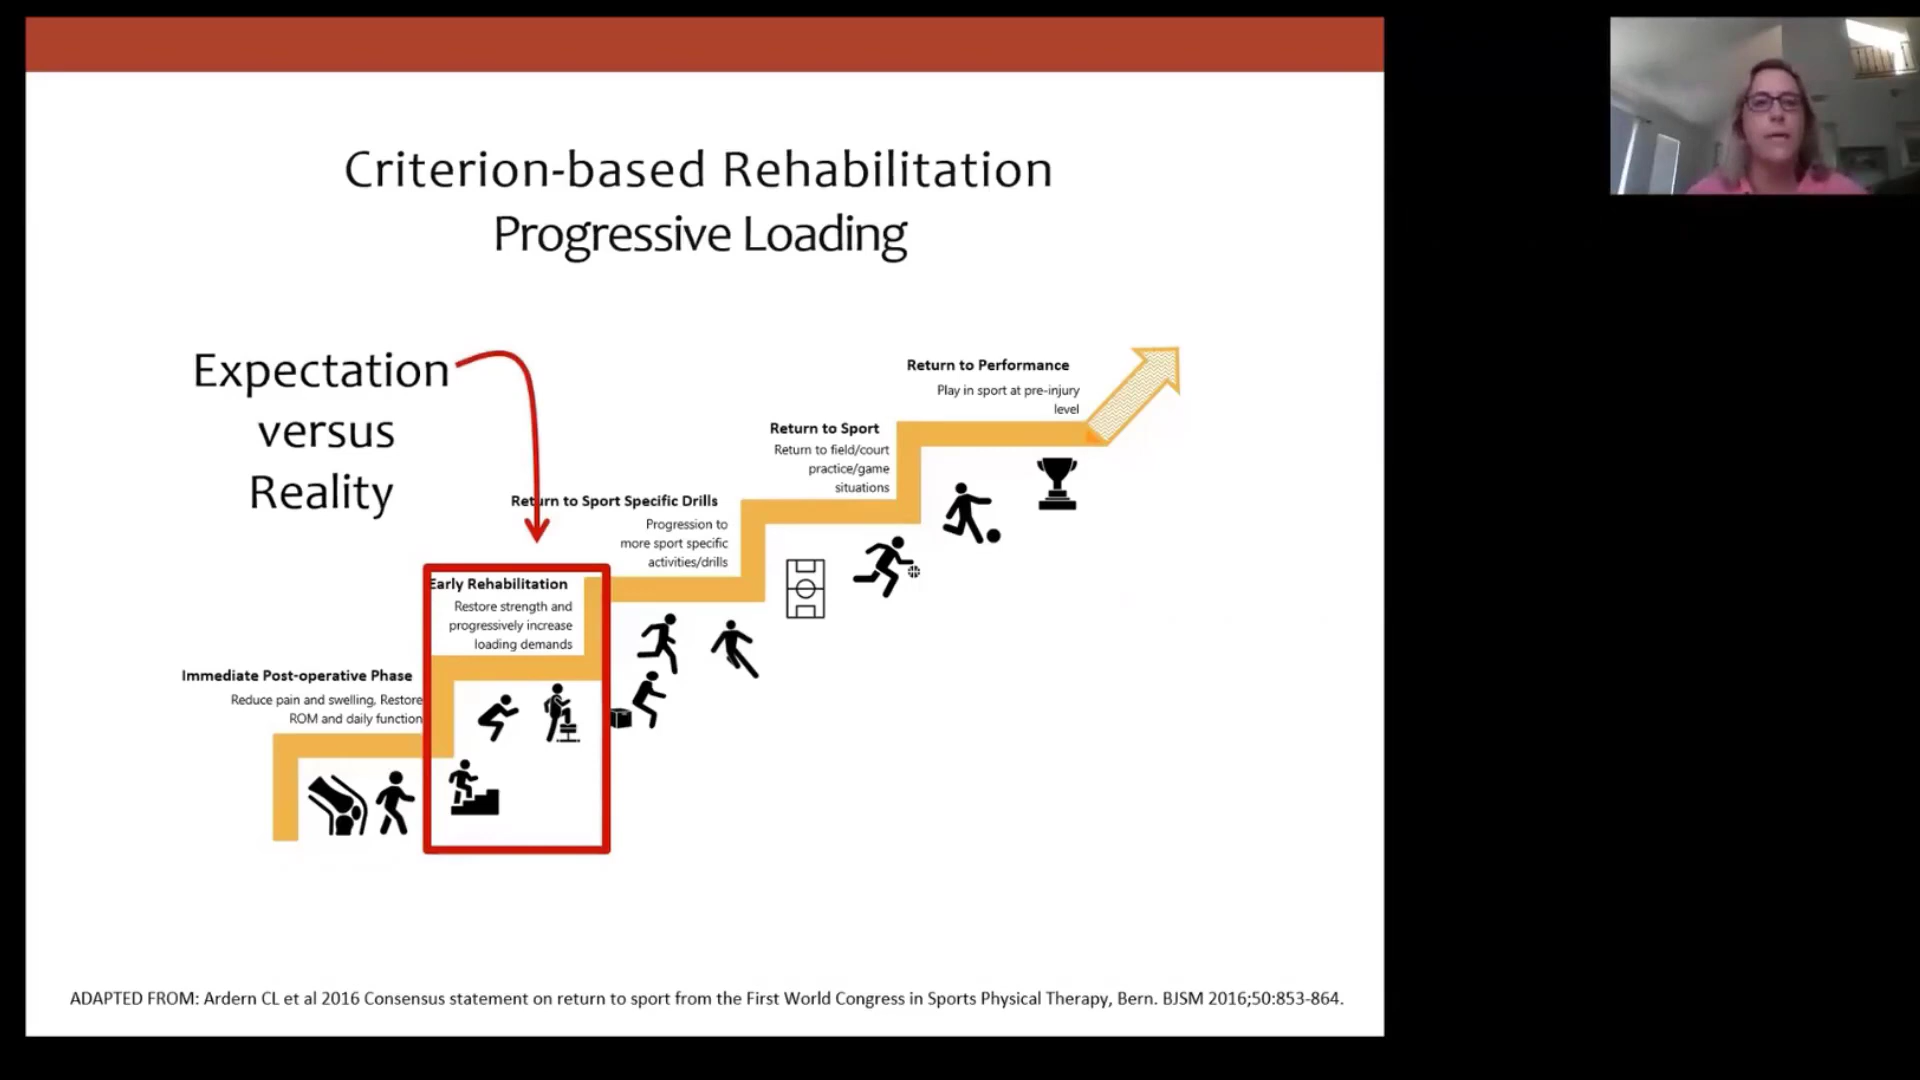 Criterion-based Rehabilitation
Progressive Loading
Expectation
versus
Reality
Return to Performance
Play in sport at pre-injury
level
Return to Sport
Return to field/court
practice/game
situations
Return to Sport Specific Drills
Progression to
more sport specific
activities/drills
Early Rehabilitation
Restore strength and
progressively increase
loading demands
Immediate Post-operative Phase
Reduce pain and swelling, Restore
ROM and daily function
ADAPTED FROM: Ardern CL et al 2016 Consensus statement on return to sport from the First World Congress in Sports Physical Therapy, Bern. BJSM 2016;50:853-864.